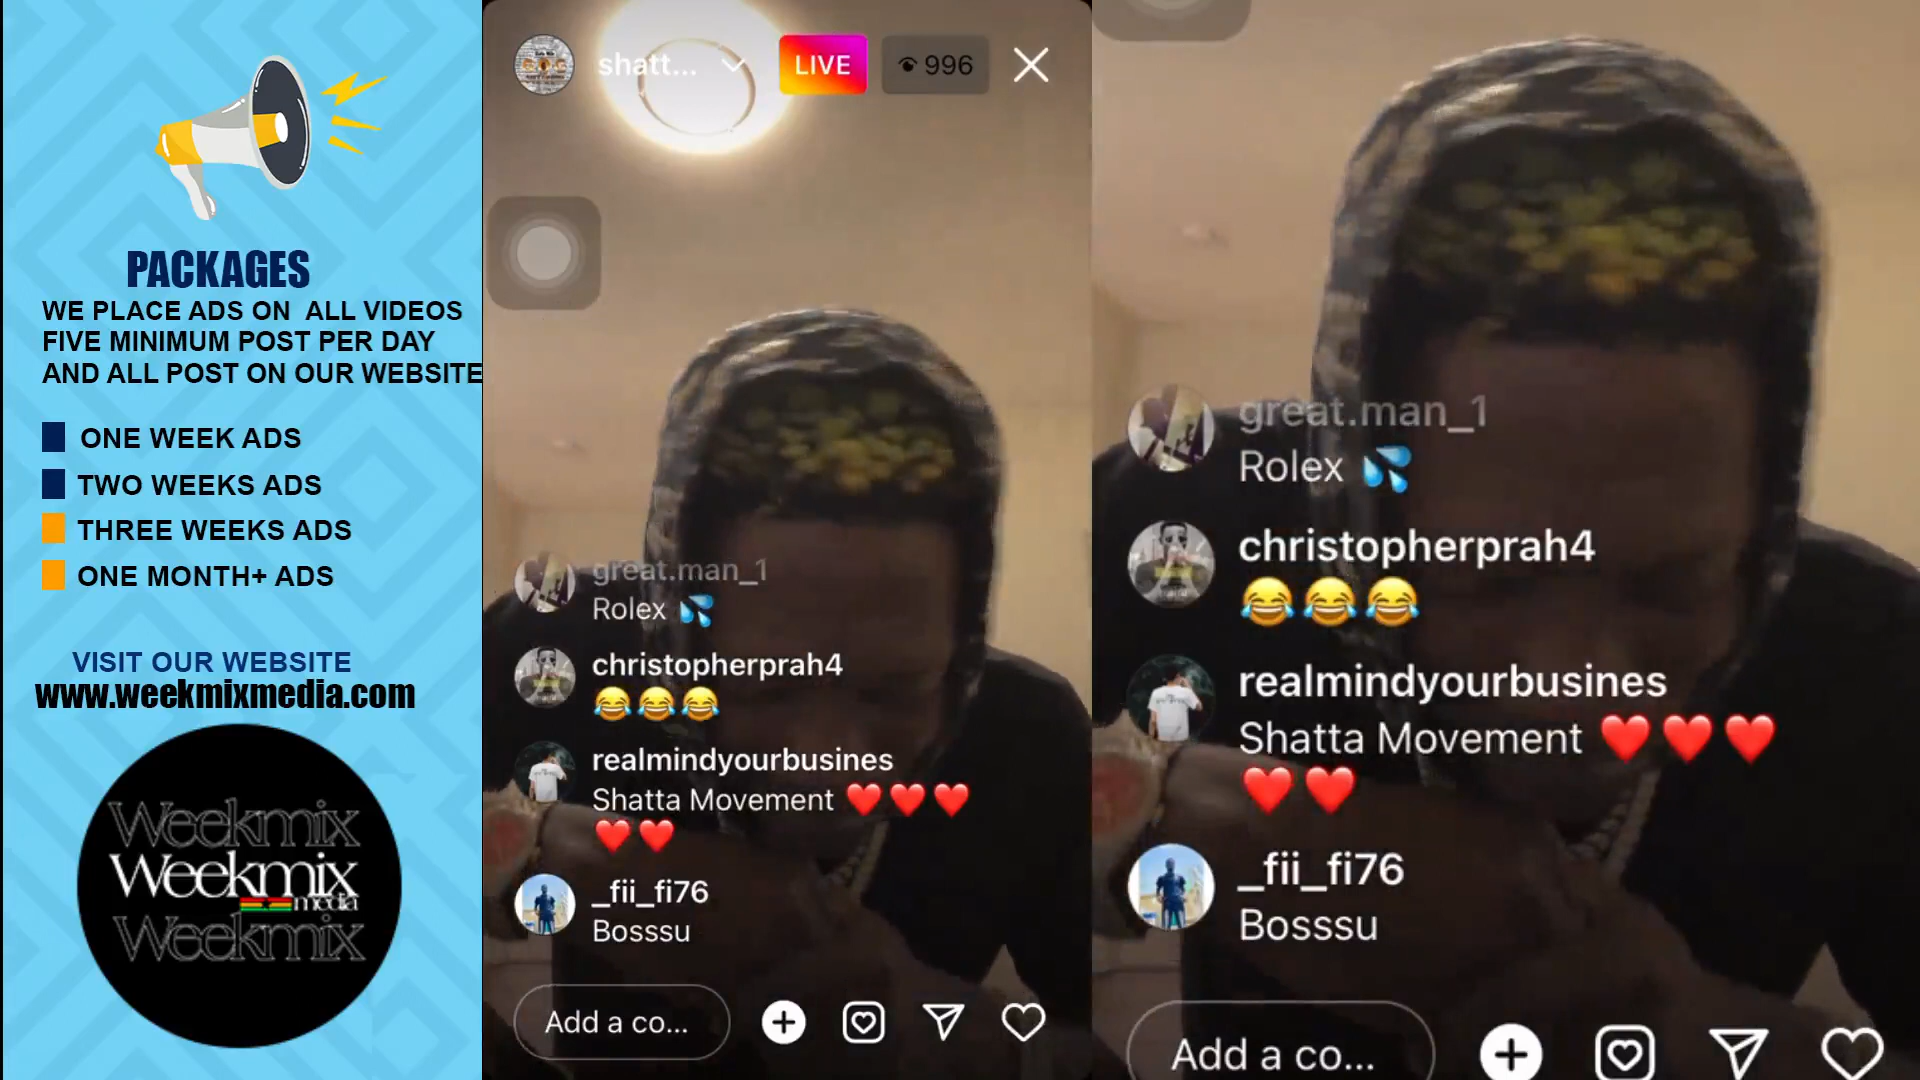 PACKAGES
WE PLACE ADS ON ALL VIDEOS
FIVE MINIMUM POST PER DAY
AND ALL POST ON OUR WEBSITE
ONE WEEK ADS
TWO WEEKS ADS
THREE WEEKS ADS
ONE MONTH+ ADS
VISIT OUR WEBSITE
www.weekmixmedia.com
Weekmix
Weekmix
media
Weekmix
shatt...
LIVE
996
great.man_1
Rolex 💦
christopherprah4
😂😂😂
realmindyourbusines
Shatta Movement ❤️❤️❤️
❤️❤️
_fii_fi76
Bosssu
Add a co...
great.man_1
Rolex 💦
christopherprah4
😂😂😂
realmindyourbusines
Shatta Movement ❤️❤️❤️
❤️❤️
_fii_fi76
Bosssu
Add a co...